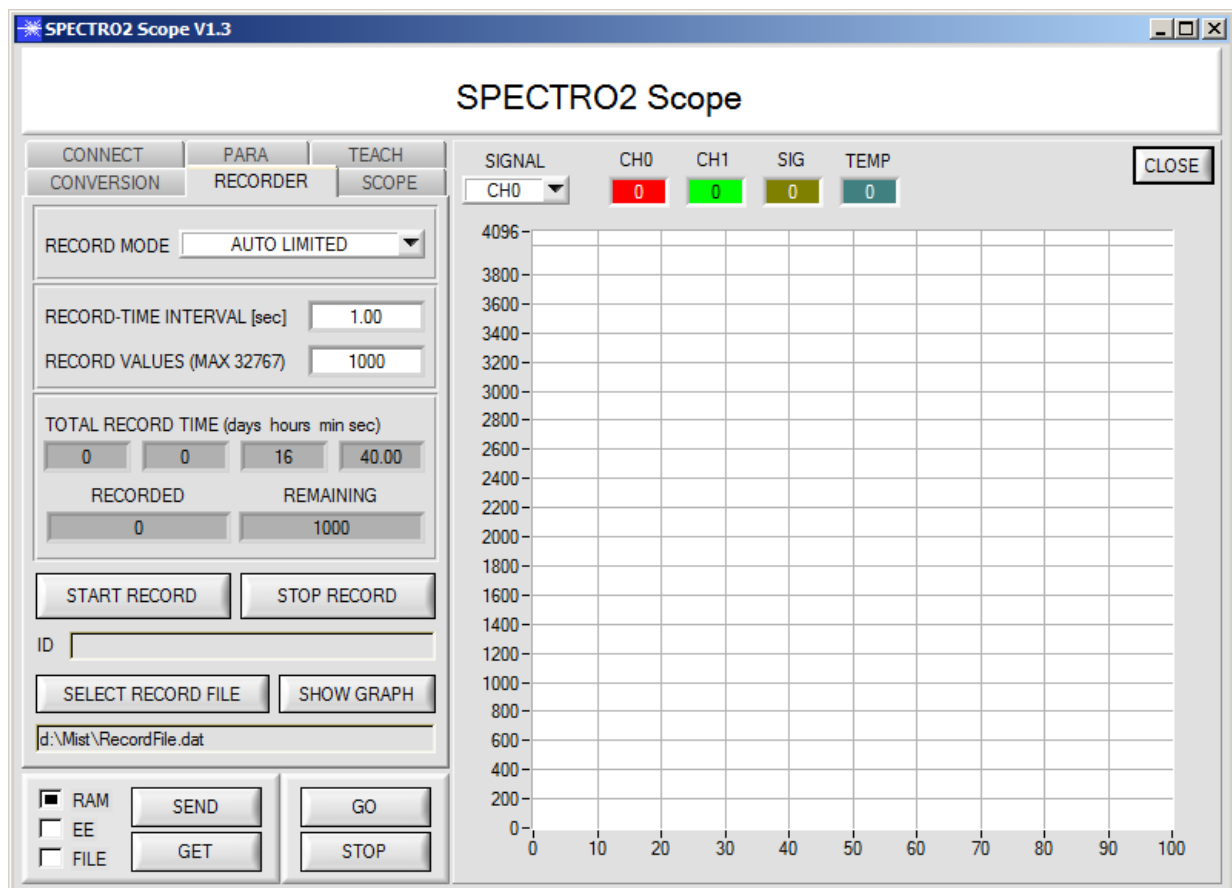 SPECTRO2 Scope V1.3
SPECTRO2 Scope
CONNECT PARA TEACH
CONVERSION RECORDER SCOPE
RECORD MODE AUTO LIMITED
RECORD-TIME INTERVAL [sec] 1.00
RECORD VALUES (MAX 32767) 1000
TOTAL RECORD TIME (days hours min sec)
0 0 16 40.00
RECORDED REMAINING
0 1000
START RECORD STOP RECORD
ID
SELECT RECORD FILE SHOW GRAPH
d:\Mist\RecordFile.dat
RAM
EE
FILE
SEND
GET
GO
STOP
SIGNAL CH0 CH1 SIG TEMP
CH0 0 0 0 0
CLOSE
4096
3800
3600
3400
3200
3000
2800
2600
2400
2200
2000
1800
1600
1400
1200
1000
800
600
400
200
0
0 10 20 30 40 50 60 70 80 90 100